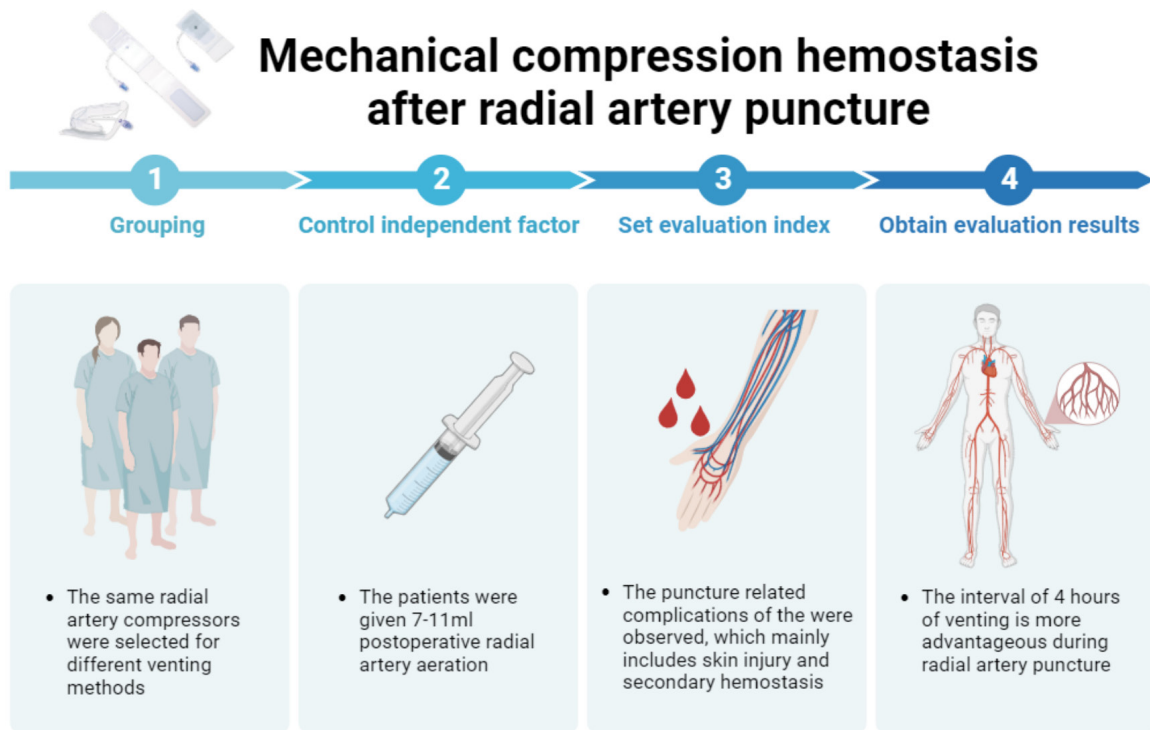 Mechanical compression hemostasis
after radial artery puncture
1
2
3
4
Grouping
Control independent factor
Set evaluation index
Obtain evaluation results
• The same radial
artery compressors
were selected for
different venting
methods
• The patients were
given 7-11ml
postoperative radial
artery aeration
• The puncture related
complications of the were
observed, which mainly
includes skin injury and
secondary hemostasis
• The interval of 4 hours
of venting is more
advantageous during
radial artery puncture